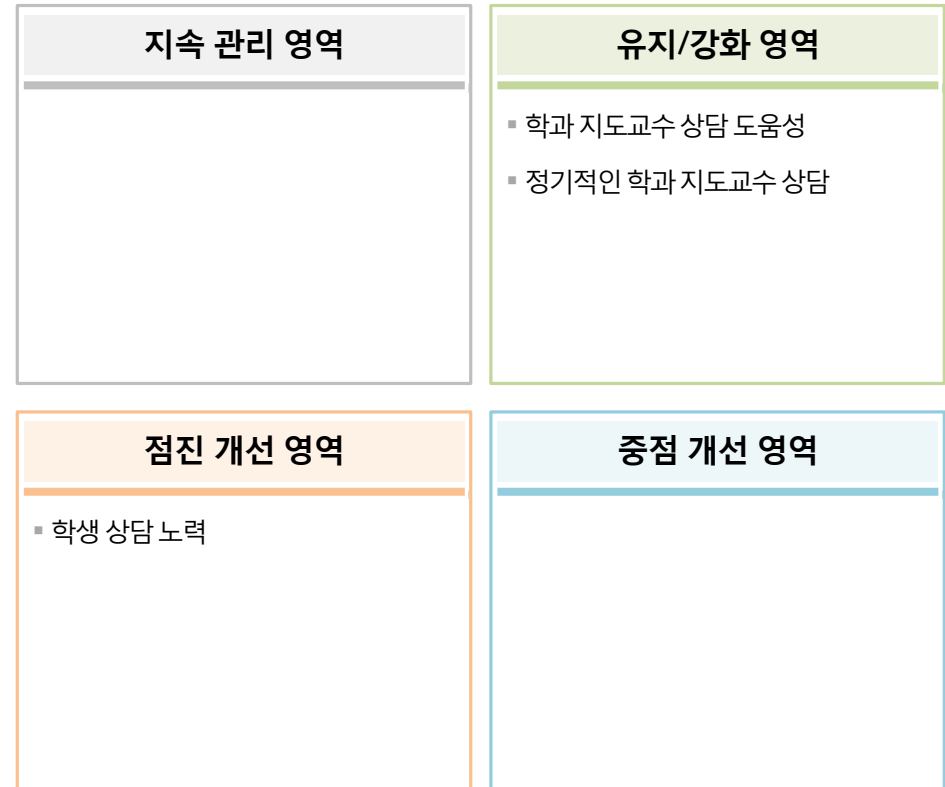 지속 관리 영역
유지/강화 영역
▪ 학과 지도교수 상담 도움성
▪ 정기적인 학과 지도교수 상담
점진 개선 영역
중점 개선 영역
▪ 학생 상담 노력